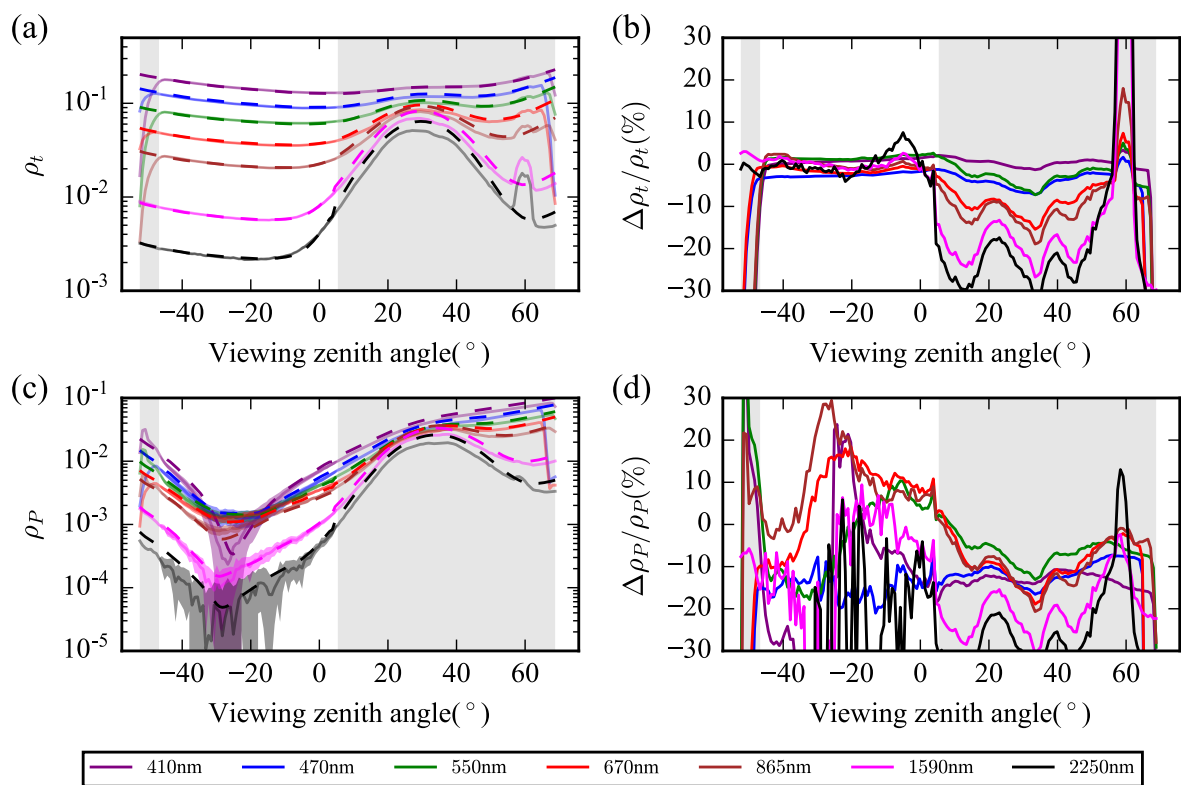 (a)
(b)
10⁻¹
10⁻²
10⁻³
ρₜ
−40 −20 0 20 40 60
Viewing zenith angle(°)
30
20
10
0
−10
−20
−30
Δρₜ/ρₜ(%)
−40 −20 0 20 40 60
Viewing zenith angle(°)
(c)
(d)
10⁻¹
10⁻²
10⁻³
10⁻⁴
10⁻⁵
ρ_P
−40 −20 0 20 40 60
Viewing zenith angle(°)
30
20
10
0
−10
−20
−30
Δρ_P/ρ_P(%)
−40 −20 0 20 40 60
Viewing zenith angle(°)
410nm 470nm 550nm 670nm 865nm 1590nm 2250nm